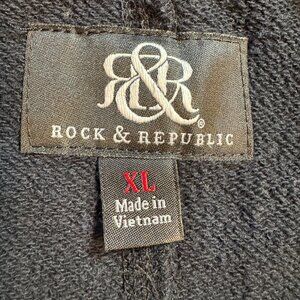 R&R®
ROCK & REPUBLIC
XL
Made in
Vietnam